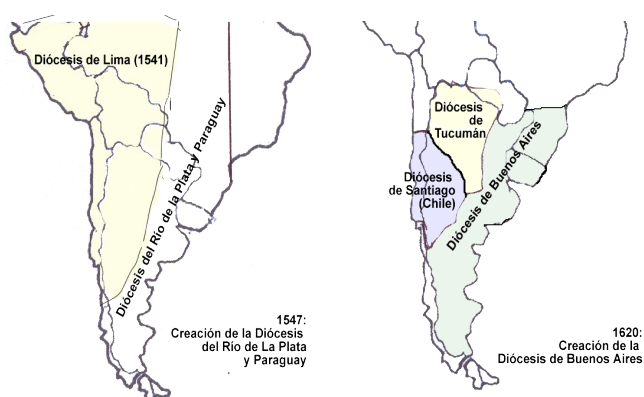 Diócesis de Lima (1541)
Diócesis del Río de la Plata y Paraguay
1547:
Creación de la Diócesis
del Río de La Plata
y Paraguay
Diócesis
de
Tucumán
Diócesis
de Santiago
(Chile)
Diócesis de Buenos Aires
1620:
Creación de la
Diócesis de Buenos Aires